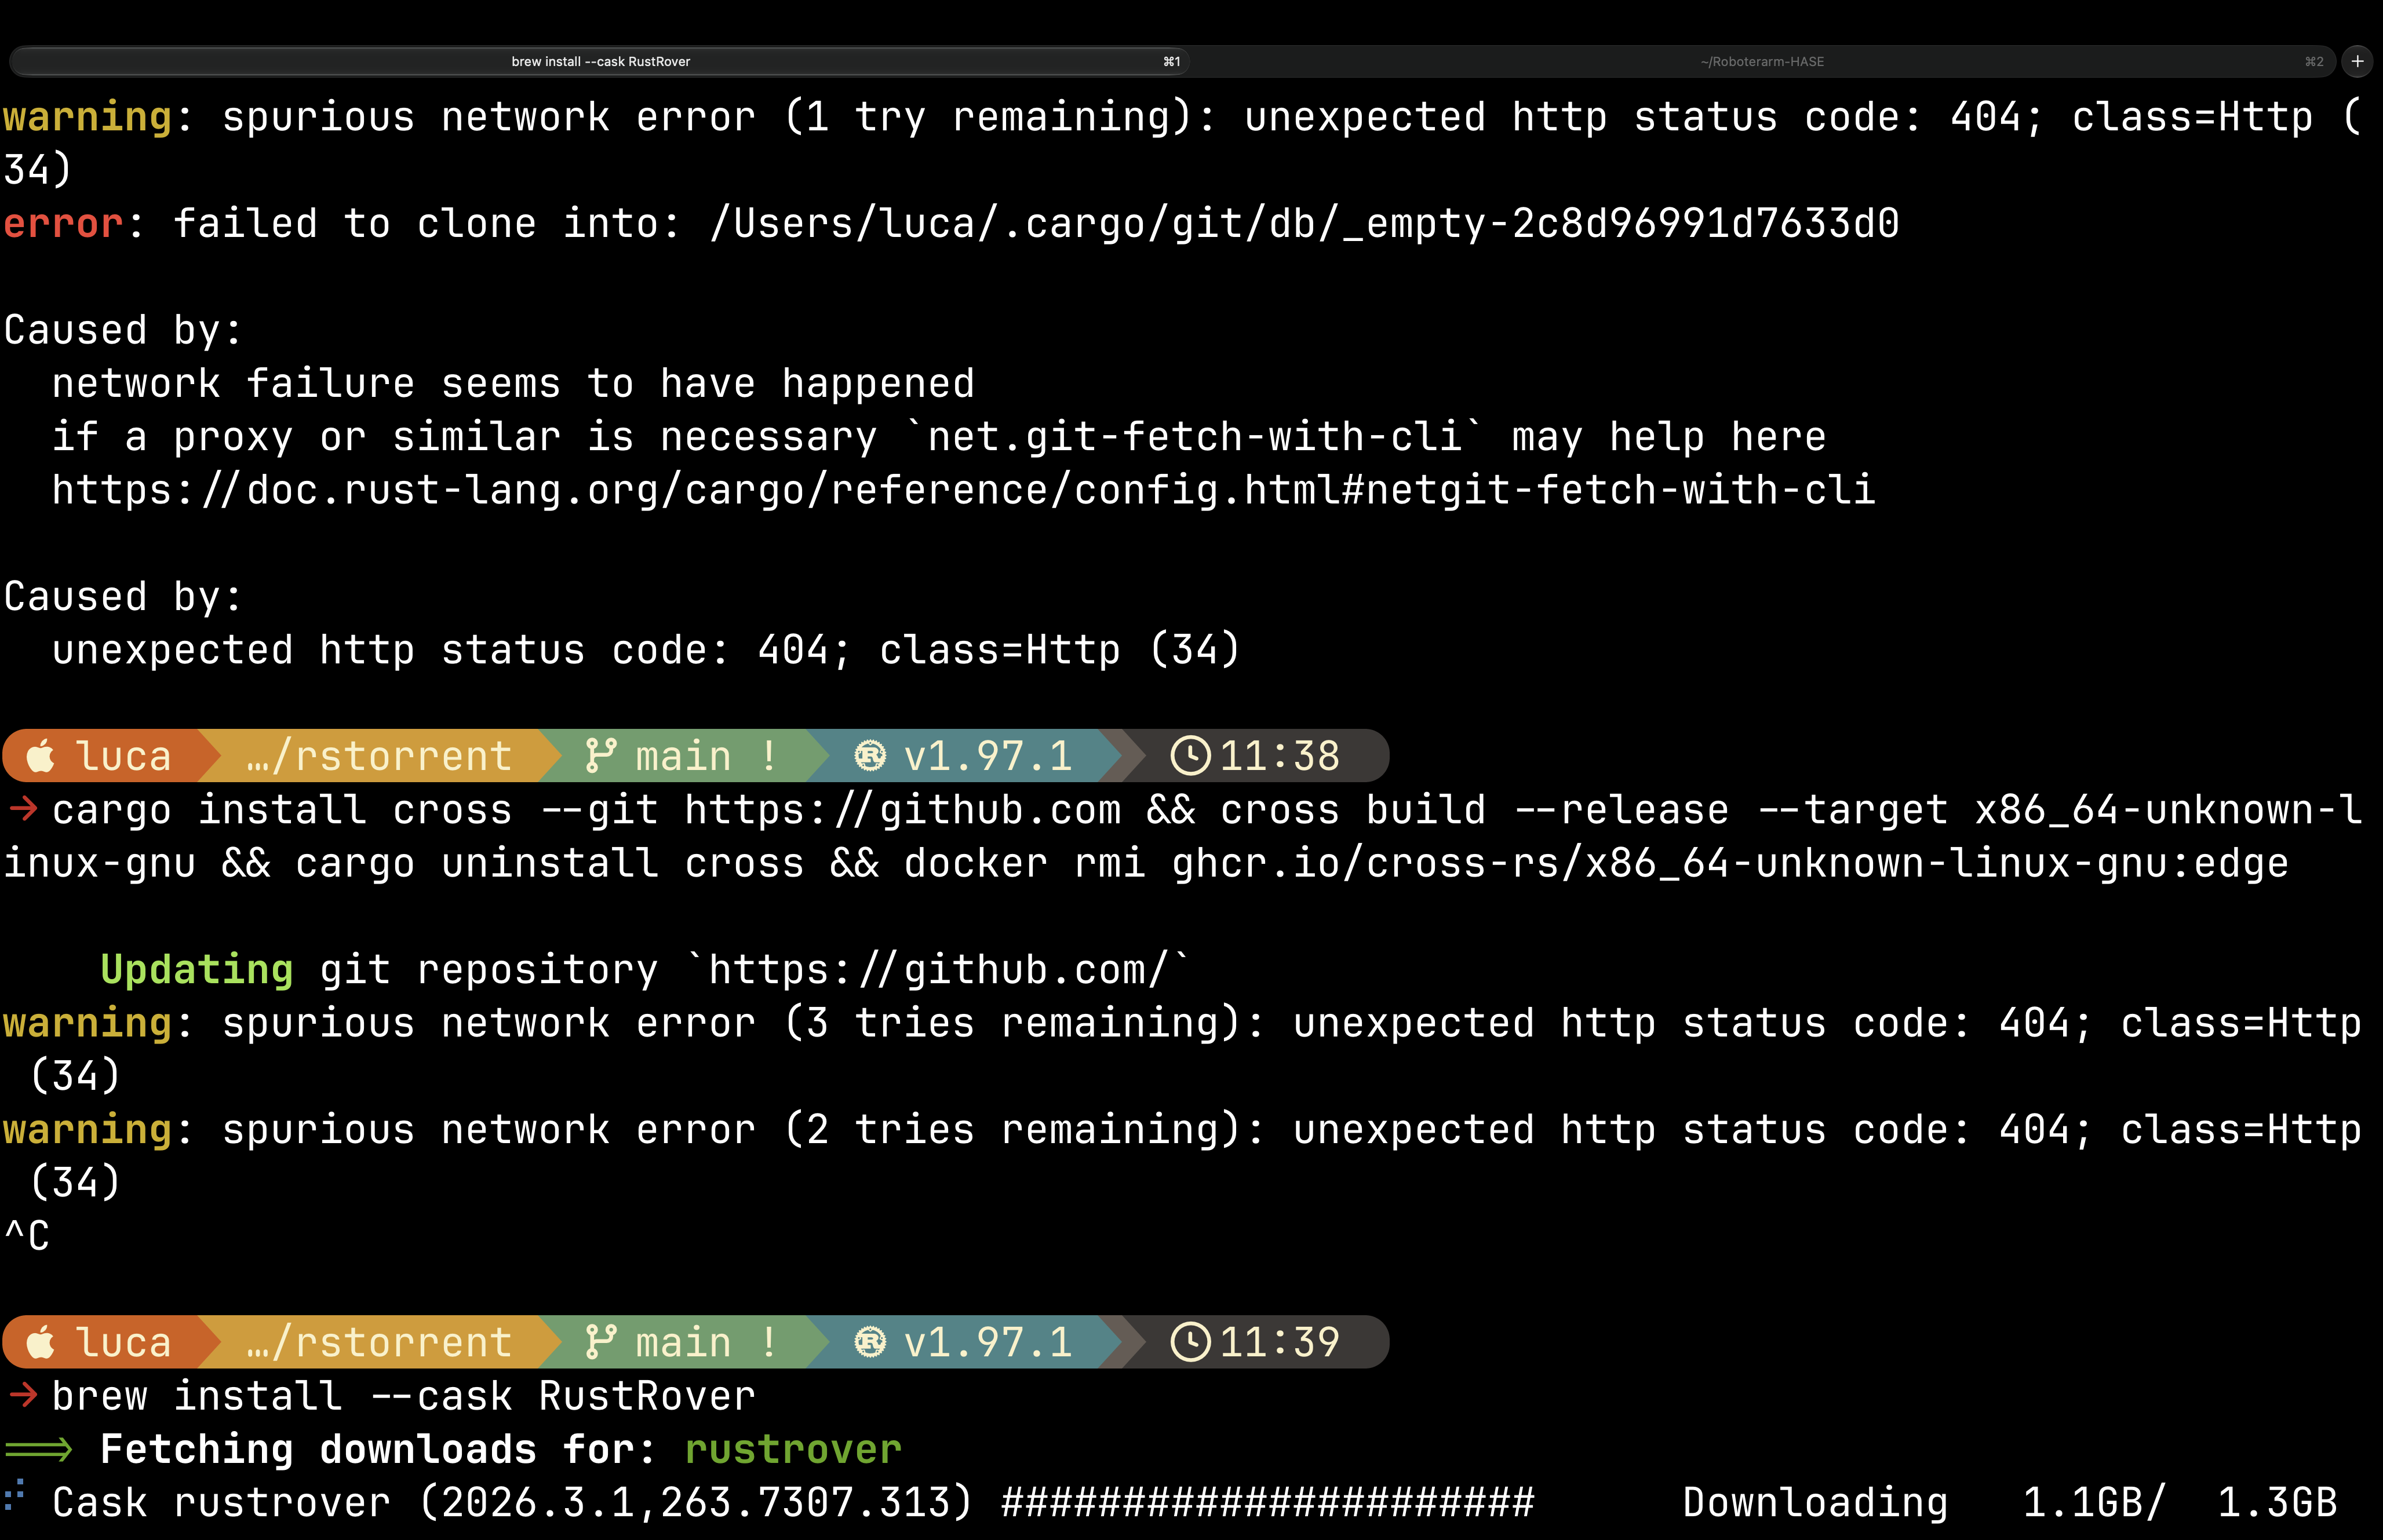 brew install --cask RustRover ⌘1 ~/Roboterarm-HASE ⌘2 +
warning: spurious network error (1 try remaining): unexpected http status code: 404; class=Http (
34)
error: failed to clone into: /Users/luca/.cargo/git/db/_empty-2c8d96991d7633d0
Caused by:
  network failure seems to have happened
  if a proxy or similar is necessary `net.git-fetch-with-cli` may help here
  https://doc.rust-lang.org/cargo/reference/config.html#netgit-fetch-with-cli
Caused by:
  unexpected http status code: 404; class=Http (34)
luca …/rstorrent main ! v1.97.1 11:38
→ cargo install cross --git https://github.com && cross build --release --target x86_64-unknown-l
inux-gnu && cargo uninstall cross && docker rmi ghcr.io/cross-rs/x86_64-unknown-linux-gnu:edge
    Updating git repository `https://github.com/`
warning: spurious network error (3 tries remaining): unexpected http status code: 404; class=Http
 (34)
warning: spurious network error (2 tries remaining): unexpected http status code: 404; class=Http
 (34)
^C
luca …/rstorrent main ! v1.97.1 11:39
→ brew install --cask RustRover
==> Fetching downloads for: rustrover
Cask rustrover (2026.3.1,263.7307.313) ###################### Downloading 1.1GB/ 1.3GB